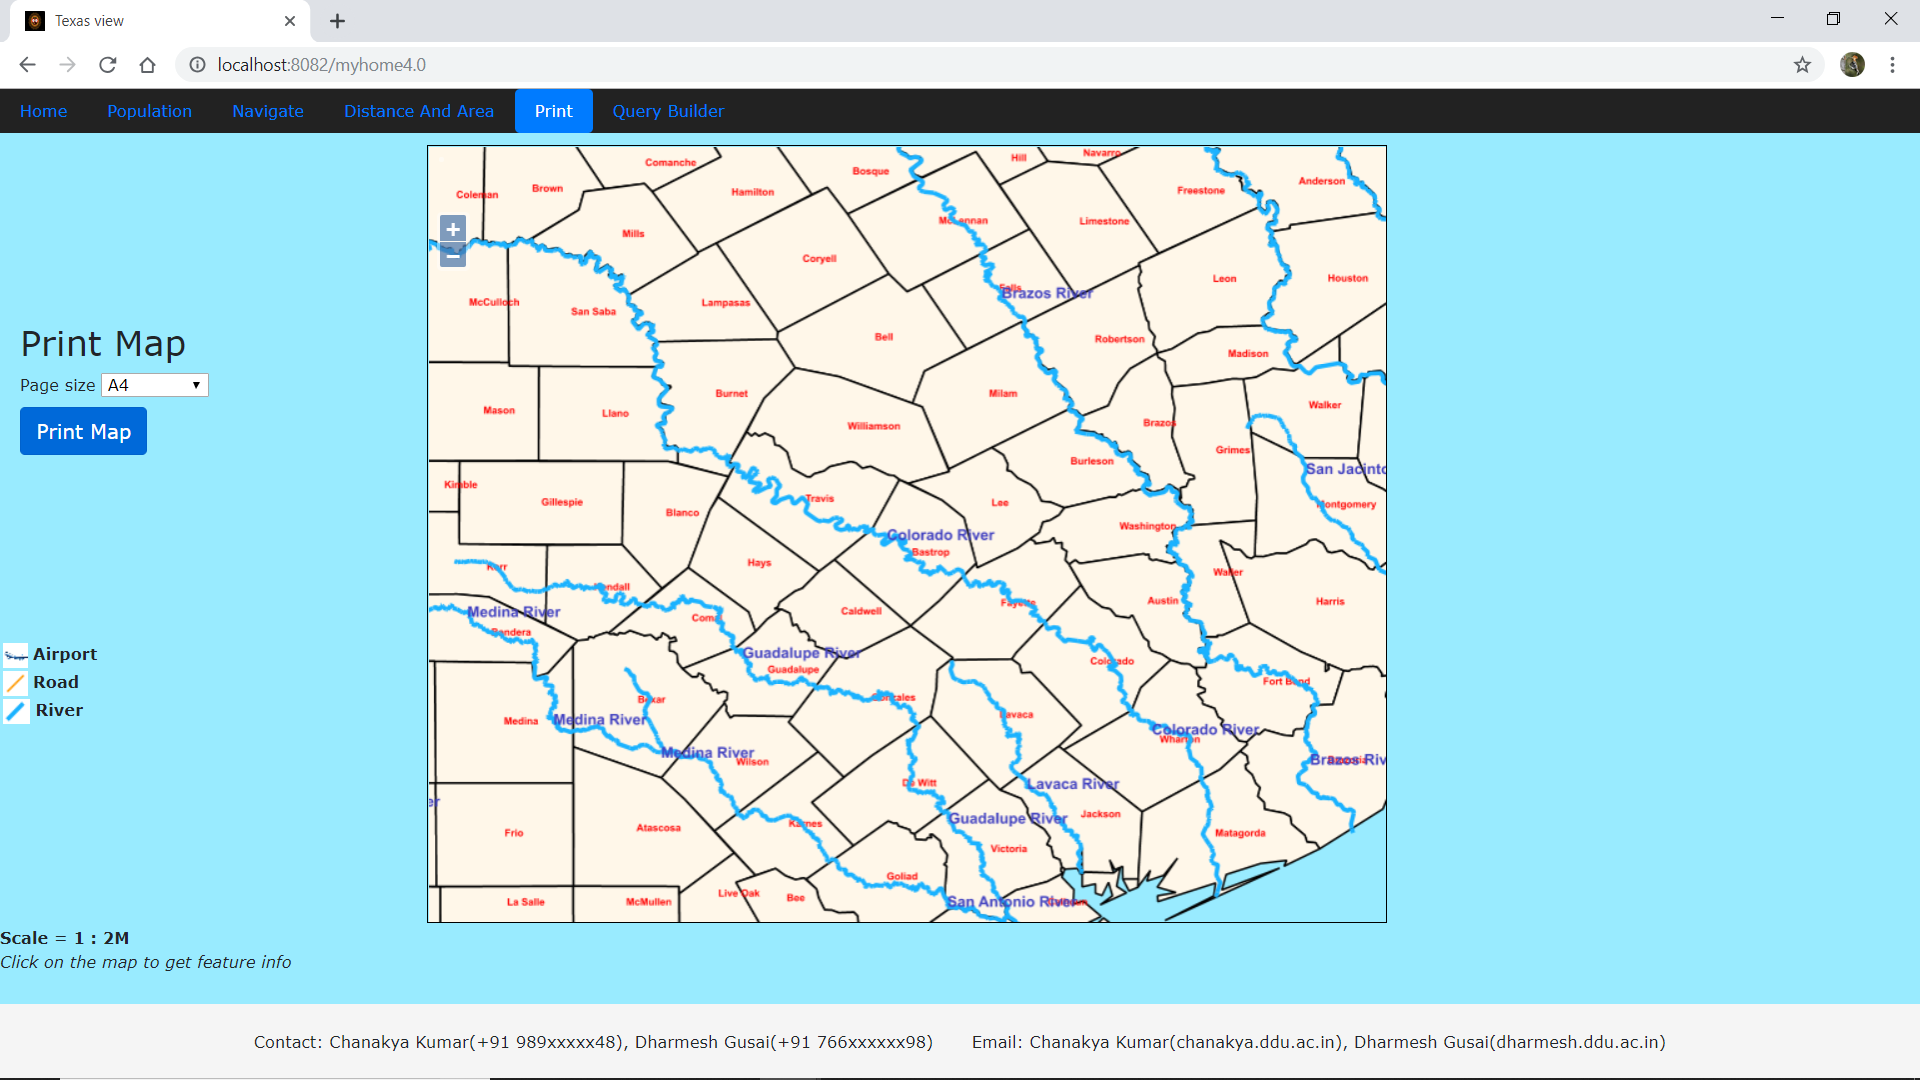 Texas view
localhost:8082/myhome4.0
Home Population Navigate Distance And Area Print Query Builder
Print Map
Page size A4
Print Map
Airport
Road
River
+
−
Comanche
Hill
Navarro
Bosque
Coleman
Brown
Hamilton
Freestone
Anderson
Mills
McLennan
Limestone
Coryell
Leon
Houston
Falls
Brazos River
McCulloch
San Saba
Lampasas
Bell
Robertson
Madison
Mason
Llano
Burnet
Milam
Walker
Williamson
Brazos
Grimes
Burleson
San Jacinto
Kimble
Gillespie
Blanco
Travis
Lee
Montgomery
Washington
Colorado River
Bastrop
Hays
Kerr
Kendall
Waller
Austin
Harris
Fayette
Caldwell
Medina River
Comal
Bandera
Guadalupe River
Guadalupe
Colorado
Fort Bend
Bexar
Gonzales
Lavaca
Medina
Medina River
Colorado River
Wharton
Medina River
Wilson
Brazos Riv
De Witt
Lavaca River
er
Jackson
Guadalupe River
Karnes
Frio
Atascosa
Matagorda
Victoria
Goliad
Live Oak
Bee
La Salle
McMullen
San Antonio River
Scale = 1 : 2M
Click on the map to get feature info
Contact: Chanakya Kumar(+91 989xxxxx48), Dharmesh Gusai(+91 766xxxxxx98) Email: Chanakya Kumar(chanakya.ddu.ac.in), Dharmesh Gusai(dharmesh.ddu.ac.in)